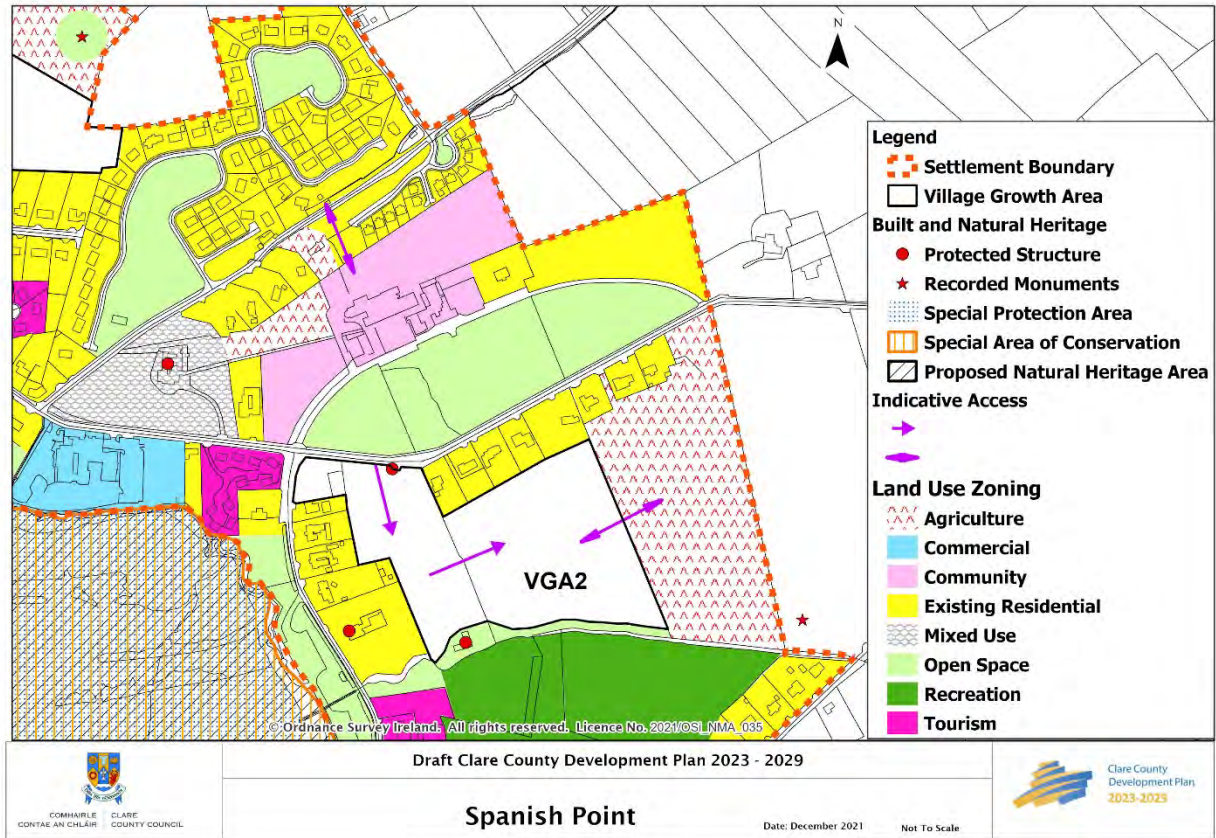 N
Legend
Settlement Boundary
Village Growth Area
Built and Natural Heritage
Protected Structure
Recorded Monuments
Special Protection Area
Special Area of Conservation
Proposed Natural Heritage Area
Indicative Access
Land Use Zoning
Agriculture
Commercial
Community
Existing Residential
Mixed Use
Open Space
Recreation
Tourism
VGA2
© Ordnance Survey Ireland. All rights reserved. Licence No. 2021/OSI_NMA_035
COMHAIRLE CLARE
CONTAE AN CHLÁIR COUNTY COUNCIL
Draft Clare County Development Plan 2023 - 2029
Spanish Point
Date: December 2021 Not To Scale
Clare County
Development Plan
2023-2029